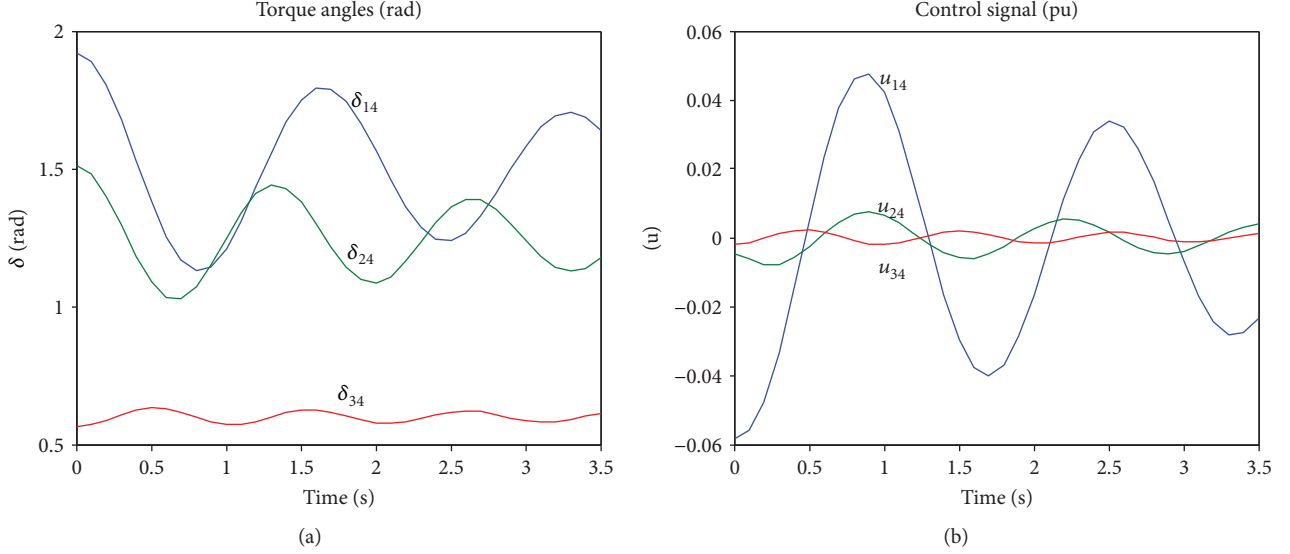 Torque angles (rad)
2
1.5
1
0.5
δ (rad)
δ14
δ24
δ34
0 0.5 1 1.5 2 2.5 3 3.5
Time (s)
(a)
Control signal (pu)
0.06
0.04
0.02
0
−0.02
−0.04
−0.06
(u)
u14
u24
u34
0 0.5 1 1.5 2 2.5 3 3.5
Time (s)
(b)